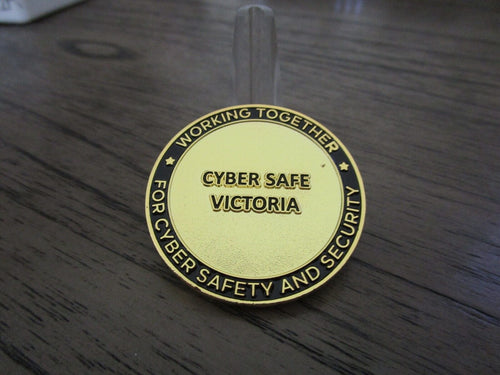 WORKING TOGETHER
CYBER SAFE
VICTORIA
FOR CYBER SAFETY AND SECURITY